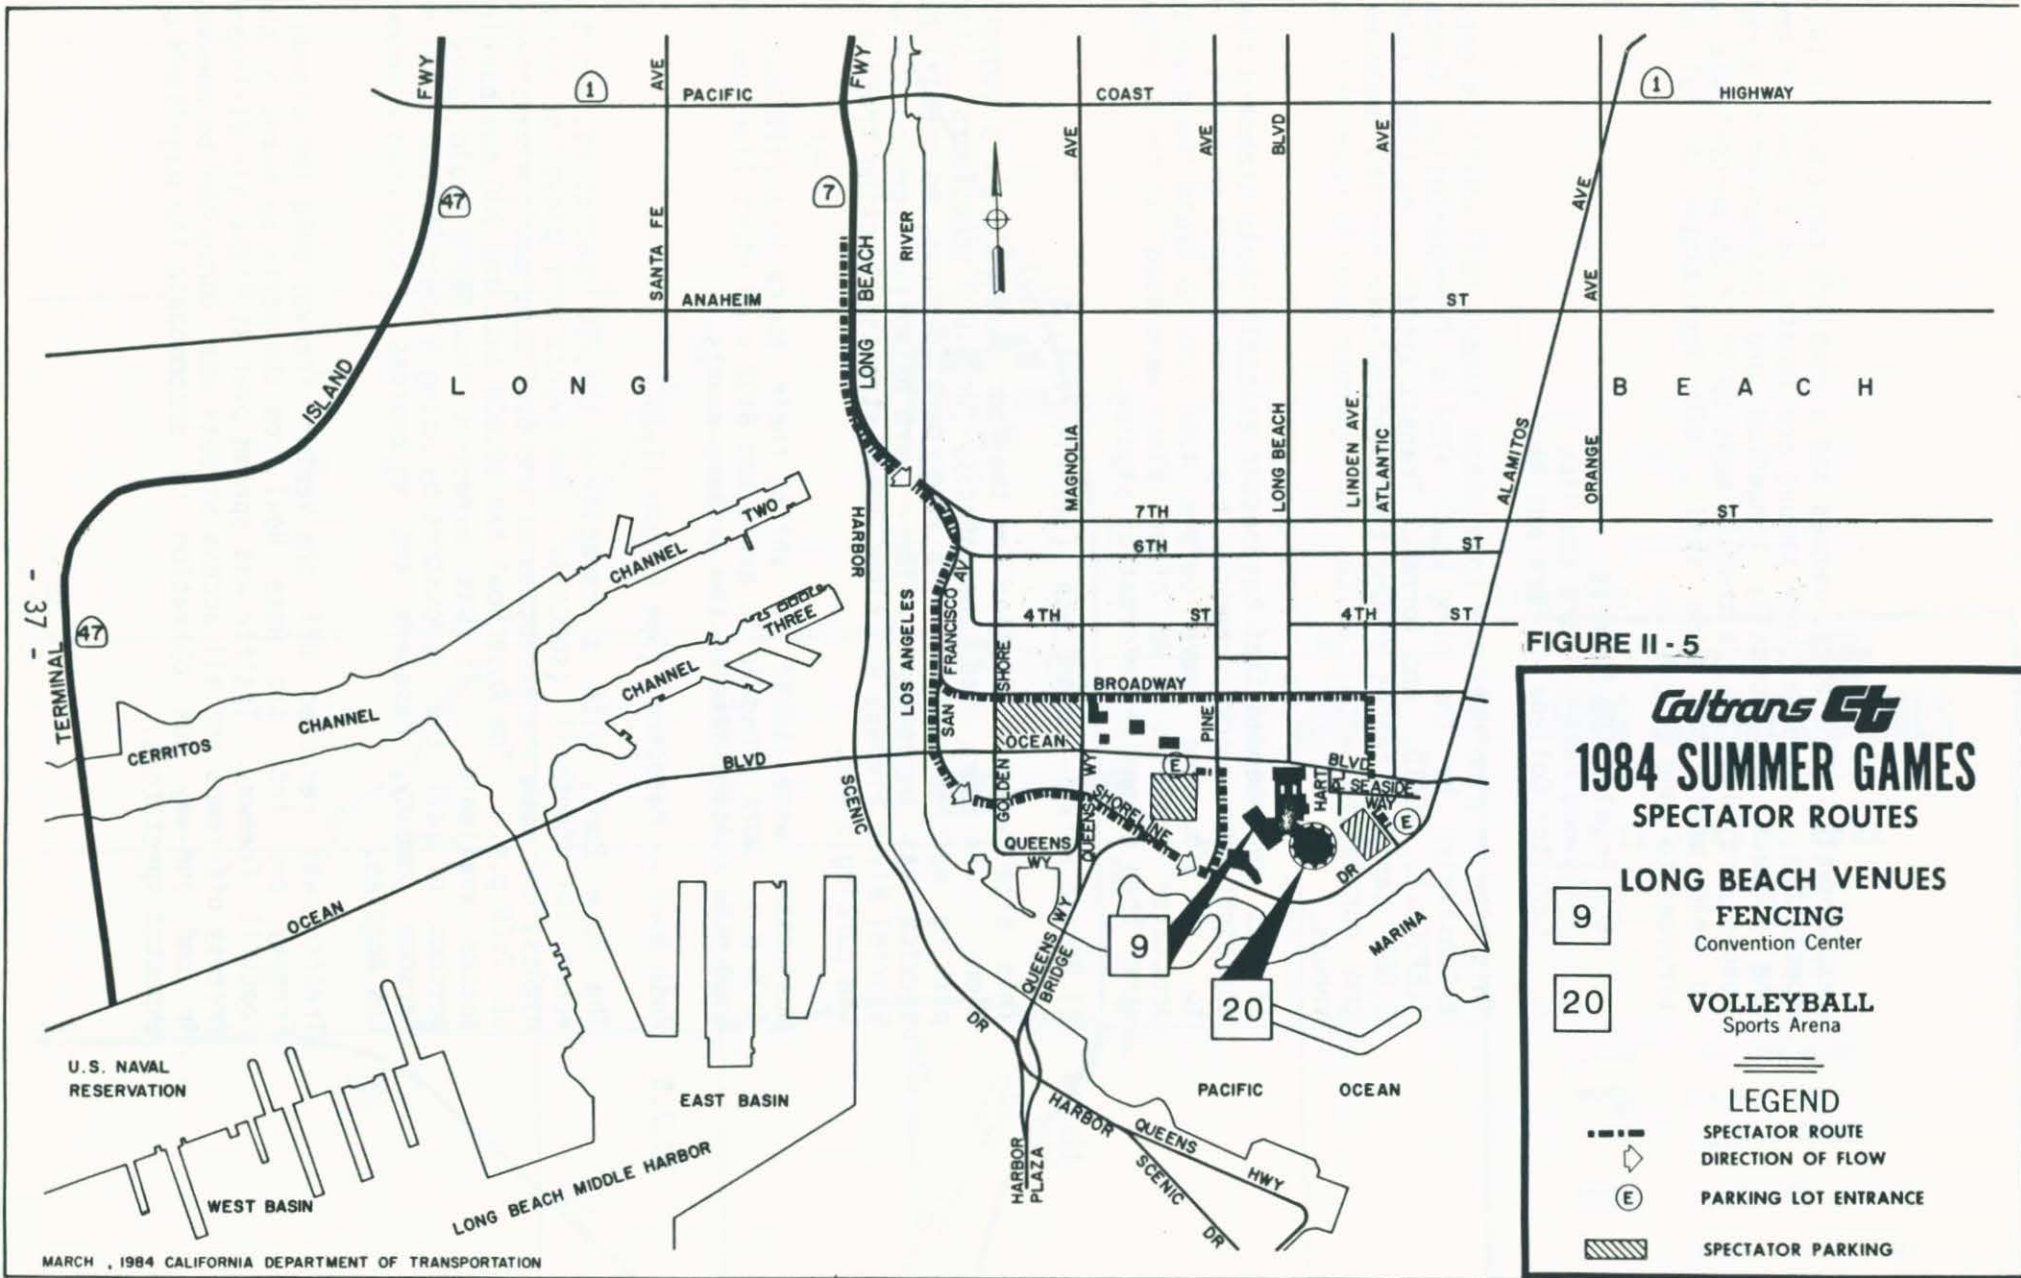 FWY
1
AVE
PACIFIC
FWY
COAST
1
HIGHWAY
AVE
AVE
BLVD
AVE
AVE
47
SANTA FE
7
LONG BEACH
RIVER
ANAHEIM
ST
AVE
ISLAND
LONG
BEACH
MAGNOLIA
LONG BEACH
LINDEN AVE.
ATLANTIC
ALAMITOS
ORANGE
7TH
ST
6TH
ST
4TH
ST
4TH
ST
HARBOR
SCENIC
DR
LOS ANGELES
SAN FRANCISCO AV
GOLDEN SHORE
BROADWAY
PINE
OCEAN
BLVD
OCEAN
BLVD
CHANNEL TWO
CHANNEL THREE
CERRITOS CHANNEL
TERMINAL
47
- 37 -
E
HART PL
SEASIDE WAY
E
SHORELINE
DR
QUEENS WY
QUEENS WY
QUEENS WY
BRIDGE
MARINA
9
20
PACIFIC OCEAN
U.S. NAVAL
RESERVATION
EAST BASIN
WEST BASIN
LONG BEACH MIDDLE HARBOR
HARBOR
PLAZA
HARBOR
SCENIC
DR
QUEENS
HWY
MARCH , 1984 CALIFORNIA DEPARTMENT OF TRANSPORTATION
FIGURE II - 5
Caltrans Ct
1984 SUMMER GAMES
SPECTATOR ROUTES
LONG BEACH VENUES
9
FENCING
Convention Center
20
VOLLEYBALL
Sports Arena
LEGEND
SPECTATOR ROUTE
DIRECTION OF FLOW
E
PARKING LOT ENTRANCE
SPECTATOR PARKING